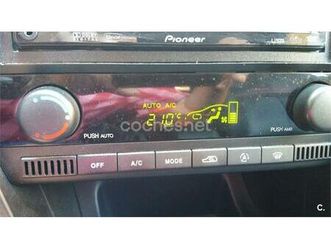 Pioneer
AUTO A/C
21.0°C
coches.net
PUSH AUTO
PUSH AMB
OFF
A/C
MODE
A
C.